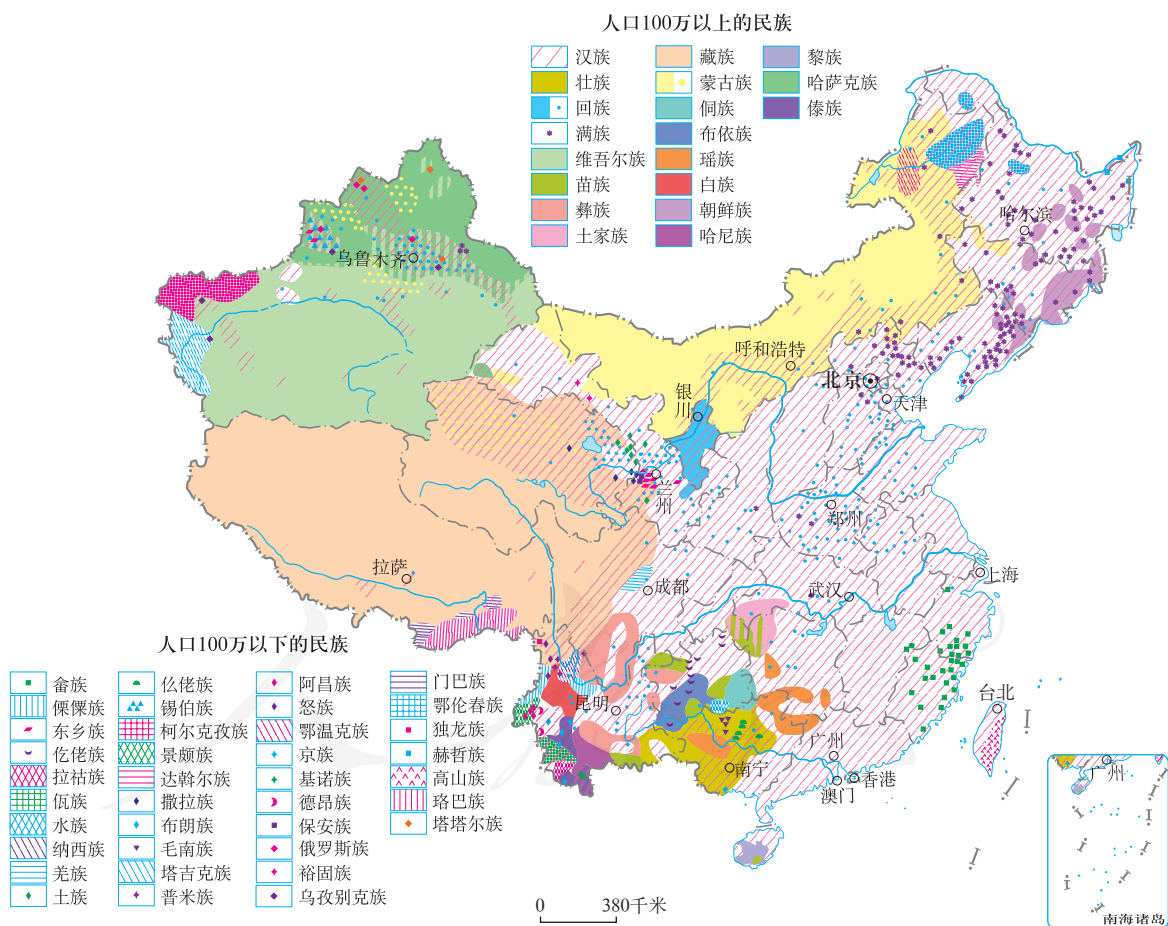 人口100万以上的民族
汉族
藏族
黎族
壮族
蒙古族
哈萨克族
回族
侗族
傣族
满族
布依族
维吾尔族
瑶族
苗族
白族
彝族
朝鲜族
土家族
哈尼族
哈尔滨
乌鲁木齐
呼和浩特
北京
银川
天津
兰州
郑州
拉萨
成都
武汉
上海
昆明
台北
广州
南宁
香港
澳门
广州
南海诸岛
人口100万以下的民族
畲族
仫佬族
阿昌族
门巴族
傈僳族
锡伯族
怒族
鄂伦春族
东乡族
柯尔克孜族
鄂温克族
独龙族
仡佬族
景颇族
京族
赫哲族
拉祜族
达斡尔族
基诺族
高山族
佤族
撒拉族
德昂族
珞巴族
水族
布朗族
保安族
塔塔尔族
纳西族
毛南族
俄罗斯族
羌族
塔吉克族
裕固族
土族
普米族
乌孜别克族
0 380千米